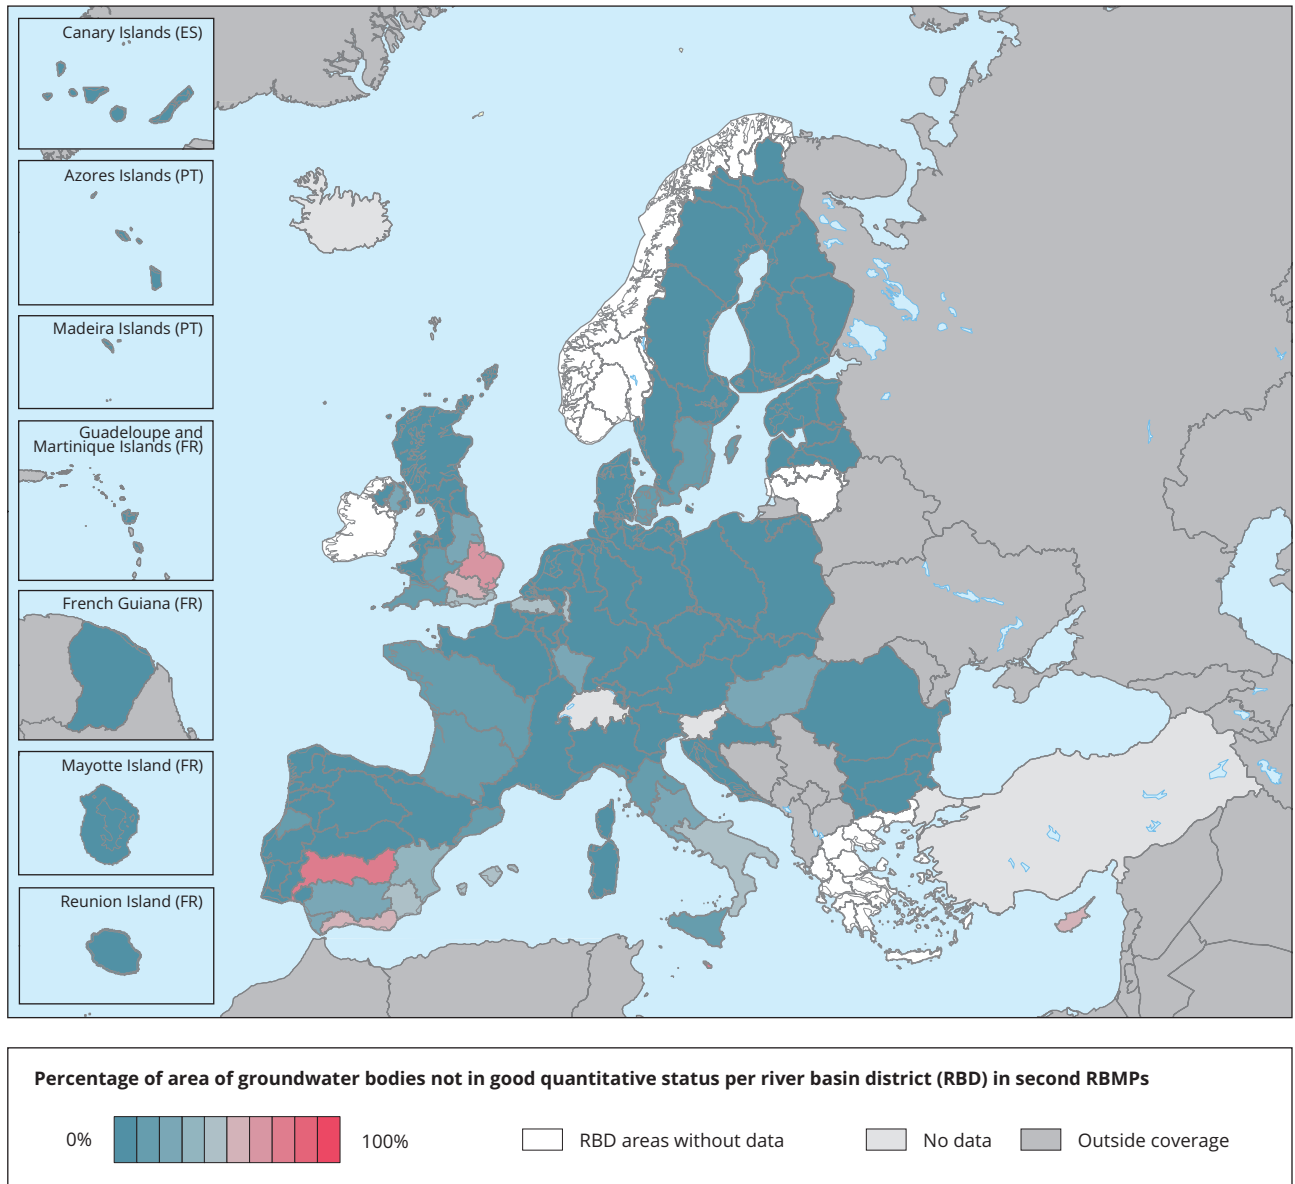 Canary Islands (ES)
Azores Islands (PT)
Madeira Islands (PT)
Guadeloupe and
Martinique Islands (FR)
French Guiana (FR)
Mayotte Island (FR)
Reunion Island (FR)
Percentage of area of groundwater bodies not in good quantitative status per river basin district (RBD) in second RBMPs
0%
100%
RBD areas without data
No data
Outside coverage